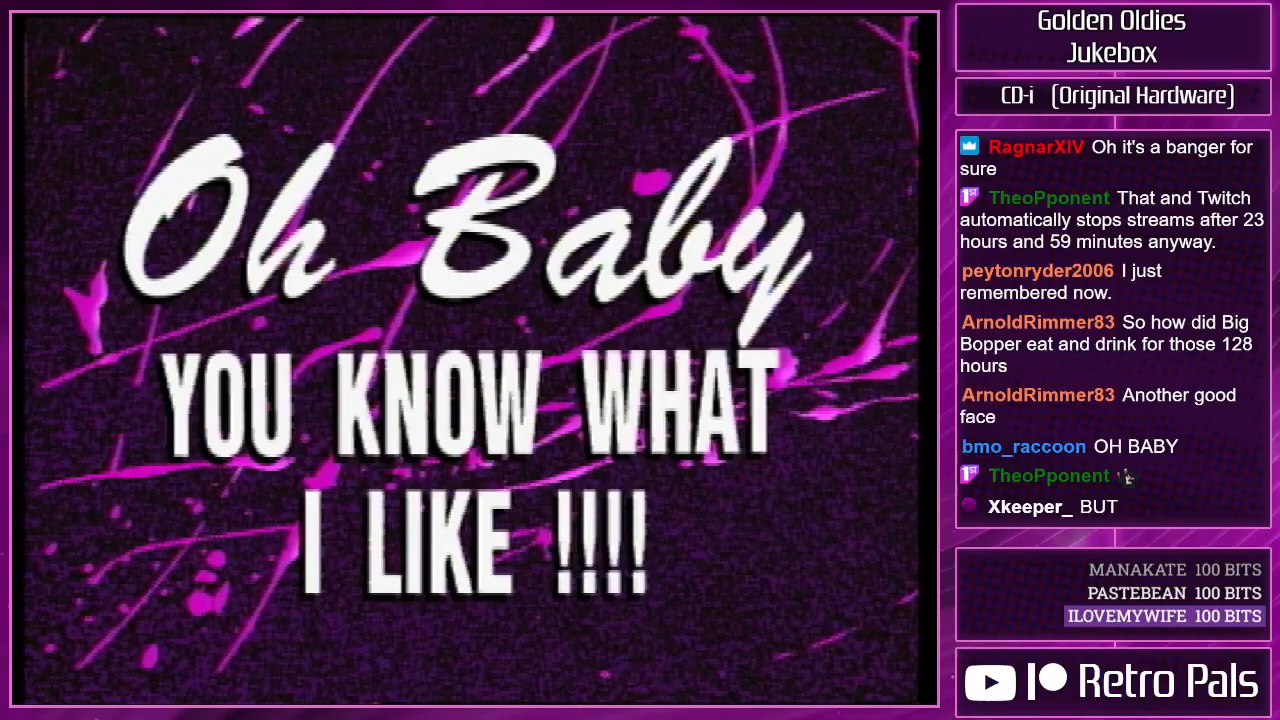 Oh Baby
YOU KNOW WHAT
I LIKE !!!!
Golden Oldies
Jukebox
CD-i [Original Hardware]
RagnarXIV Oh it's a banger for
sure
1ST TheoPponent That and Twitch
automatically stops streams after 23
hours and 59 minutes anyway.
peytonryder2006 I just
remembered now.
ArnoldRimmer83 So how did Big
Bopper eat and drink for those 128
hours
ArnoldRimmer83 Another good
face
bmo_raccoon OH BABY
1ST TheoPponent
Xkeeper_ BUT
MANAKATE 100 BITS
PASTEBEAN 100 BITS
ILOVEMYWIFE 100 BITS
Retro Pals